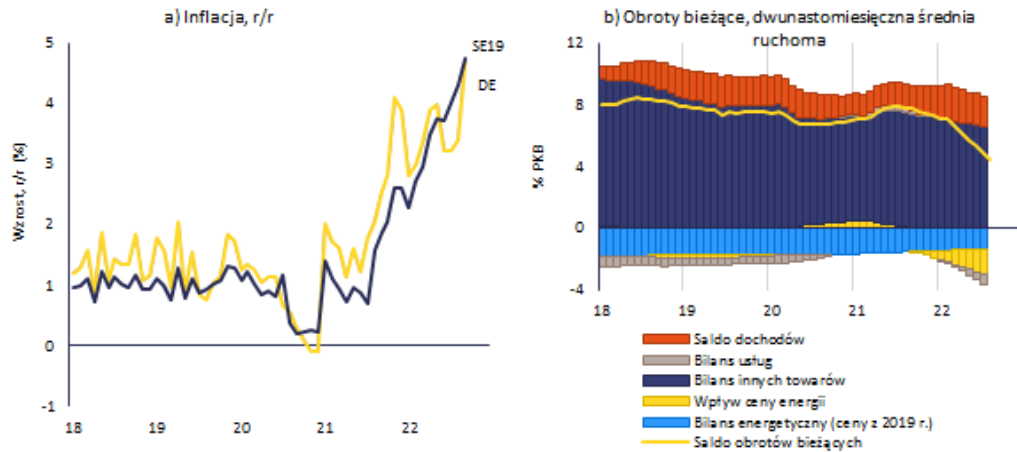 a) Inflacja, r/r
Wzrost, r/r (%)
5
4
3
2
1
0
-1
18
19
20
21
22
SE19
DE
b) Obroty bieżące, dwunastomiesięczna średnia
ruchoma
% PKB
12
8
4
0
-4
18
19
20
21
22
Saldo dochodów
Bilans usług
Bilans innych towarów
Wpływ ceny energii
Bilans energetyczny (ceny z 2019 r.)
Saldo obrotów bieżących